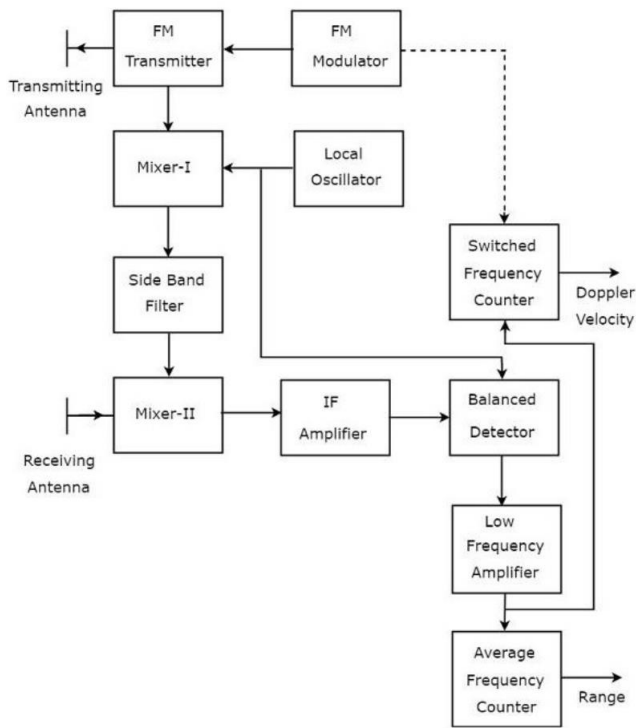 FM
Transmitter
FM
Modulator
Transmitting
Antenna
Mixer-I
Local
Oscillator
Switched
Frequency
Counter
Doppler
Velocity
Side Band
Filter
Mixer-II
IF
Amplifier
Balanced
Detector
Receiving
Antenna
Low
Frequency
Amplifier
Average
Frequency
Counter
Range